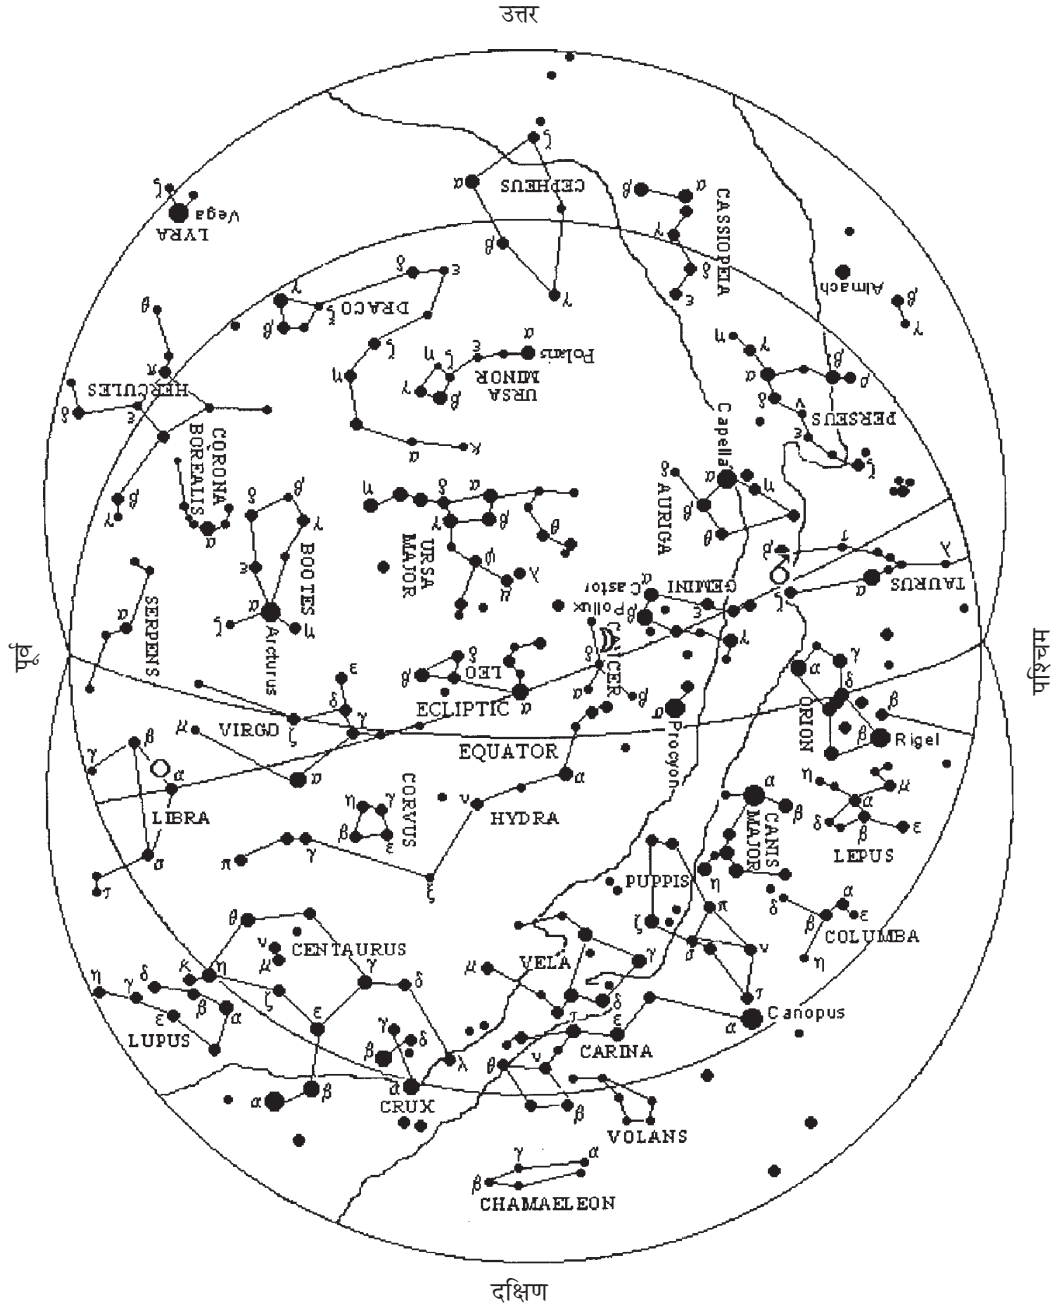 उत्तर
ζ
α
CEPHEUS
β
γ
β
α
CASSIOPEIA
γ
δ
ε
ζ
Vega
LYRA
Almach
β
γ
δ
ε
γ
DRACO
ξ
β
ζ
η
α
κ
θ
π
HERCULES
δ
ε
β
γ
α
Polaris
ε
ζ
η
URSA
MINOR
γ
β
η
γ
α
β
ρ
δ
ν
PERSEUS
ε
ζ
Capella
α
δ
η
AURIGA
β
θ
CORONA
BOREALIS
α
δ
β
γ
BOOTES
ε
α
Arcturus
ζ
η
η
δ
α
γ
β
θ
URSA
MAJOR
ψ
λ
μ
β
τ
λ
TAURUS
α
ζ
GEMINI
α
Castor
β
Pollux
ε
γ
SERPENS
α
पूर्व
पश्चिम
CANCER
δ
α
β
δ
β
LEO
α
ECLIPTIC
ε
δ
VIRGO
γ
ζ
μ
α
EQUATOR
α
Procyon
α
γ
δ
ORION
β
β
Rigel
β
γ
α
LIBRA
σ
τ
CORVUS
η
γ
β
ε
ν
HYDRA
α
π
γ
ξ
α
β
CANIS
MAJOR
η
η
μ
α
δ
ε
LEPUS
PUPPIS
ζ
π
σ
ν
τ
δ
α
ε
β
COLUMBA
η
θ
ν
CENTAURUS
μ
κ
η
ζ
γ
δ
ε
λ
η
γ
δ
β
α
ε
LUPUS
μ
VELA
γ
δ
α
Canopus
τ
ε
CARINA
θ
ν
β
γ
δ
β
α
CRUX
α
β
VOLANS
γ
α
β
CHAMAELEON
दक्षिण